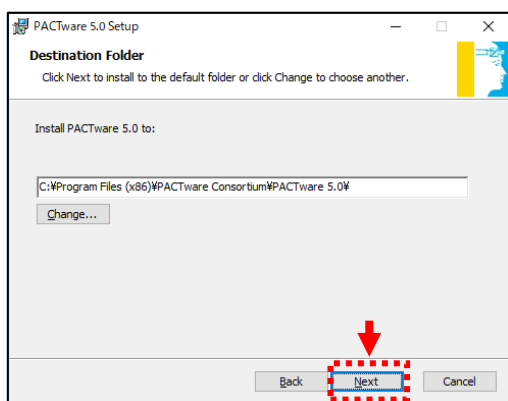 PACTware 5.0 Setup
Destination Folder
Click Next to install to the default folder or click Change to choose another.
Install PACTware 5.0 to:
C:¥Program Files (x86)¥PACTware Consortium¥PACTware 5.0¥
Change...
Back Next Cancel